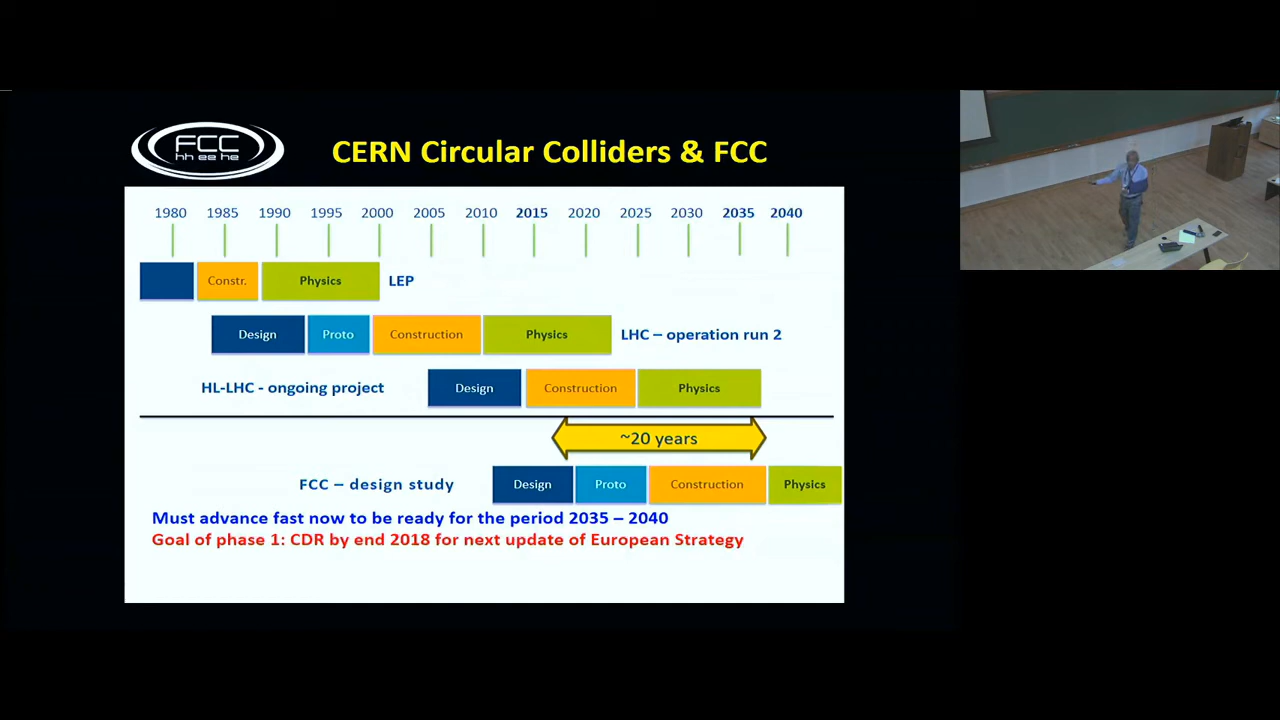 FCC
hh ee he
CERN Circular Colliders & FCC
1980 1985 1990 1995 2000 2005 2010 2015 2020 2025 2030 2035 2040
Constr. Physics LEP
Design Proto Construction Physics LHC – operation run 2
HL-LHC - ongoing project Design Construction Physics
~20 years
FCC – design study Design Proto Construction Physics
Must advance fast now to be ready for the period 2035 – 2040
Goal of phase 1: CDR by end 2018 for next update of European Strategy